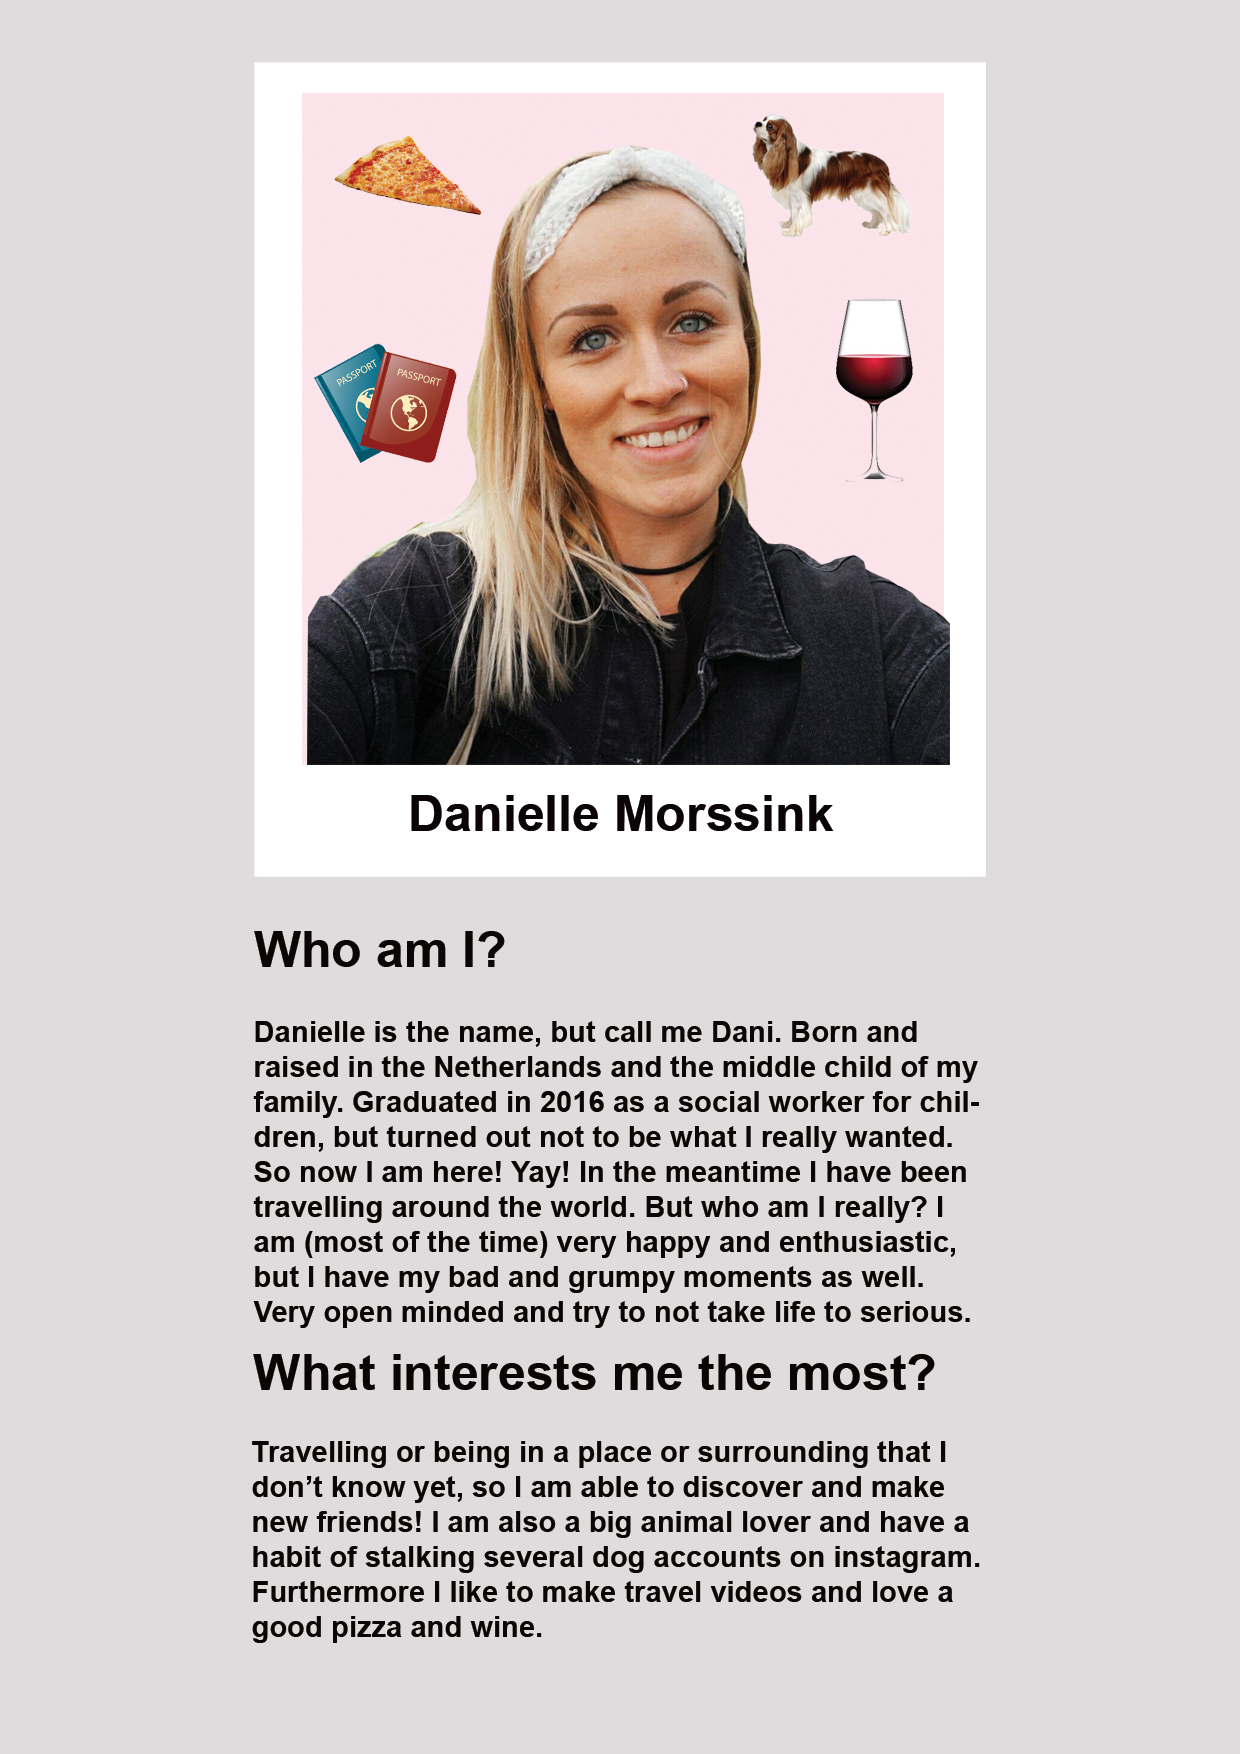 PASSPORT
PASSPORT
Danielle Morssink
Who am I?
Danielle is the name, but call me Dani. Born and
raised in the Netherlands and the middle child of my
family. Graduated in 2016 as a social worker for chil-
dren, but turned out not to be what I really wanted.
So now I am here! Yay! In the meantime I have been
travelling around the world. But who am I really? I
am (most of the time) very happy and enthusiastic,
but I have my bad and grumpy moments as well.
Very open minded and try to not take life to serious.
What interests me the most?
Travelling or being in a place or surrounding that I
don’t know yet, so I am able to discover and make
new friends! I am also a big animal lover and have a
habit of stalking several dog accounts on instagram.
Furthermore I like to make travel videos and love a
good pizza and wine.